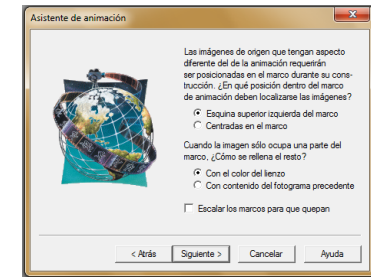 Asistente de animación
Las imágenes de origen que tengan aspecto
diferente del de la animación requerirán
ser posicionadas en el marco durante su cons-
trucción. ¿En qué posición dentro del marco
de animación deben localizarse las imágenes?
Esquina superior izquierda del marco
Centradas en el marco
Cuando la imagen sólo ocupa una parte del
marco, ¿Cómo se rellena el resto?
Con el color del lienzo
Con contenido del fotograma precedente
Escalar los marcos para que quepan
< Atrás
Siguiente >
Cancelar
Ayuda